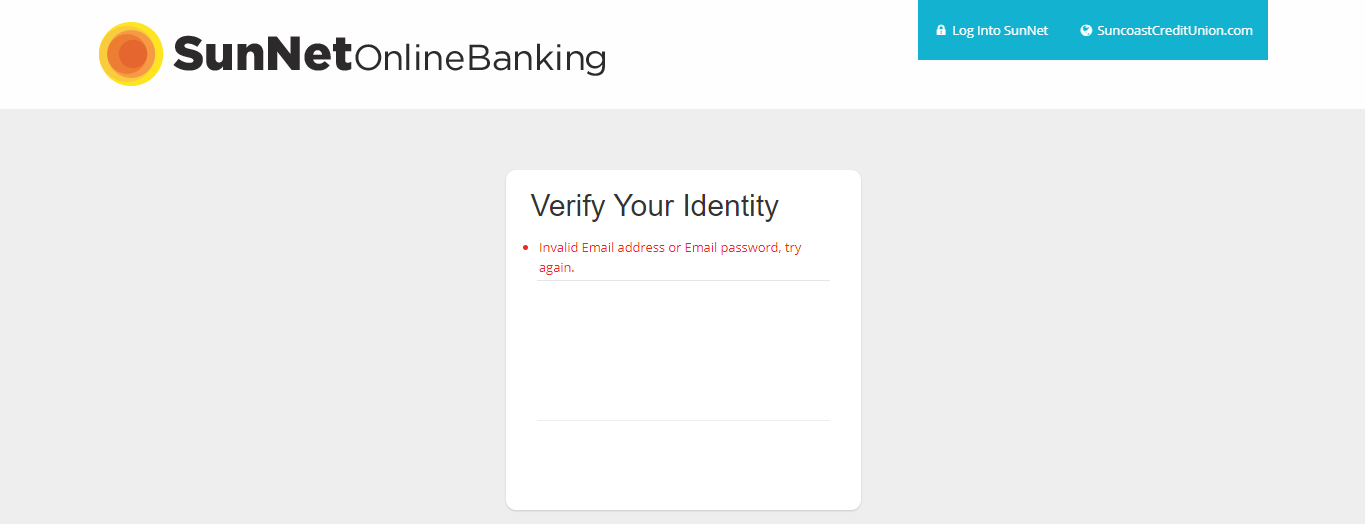 SunNetOnlineBanking
Log Into SunNet
SuncoastCreditUnion.com
Verify Your Identity
Invalid Email address or Email password, try
again.